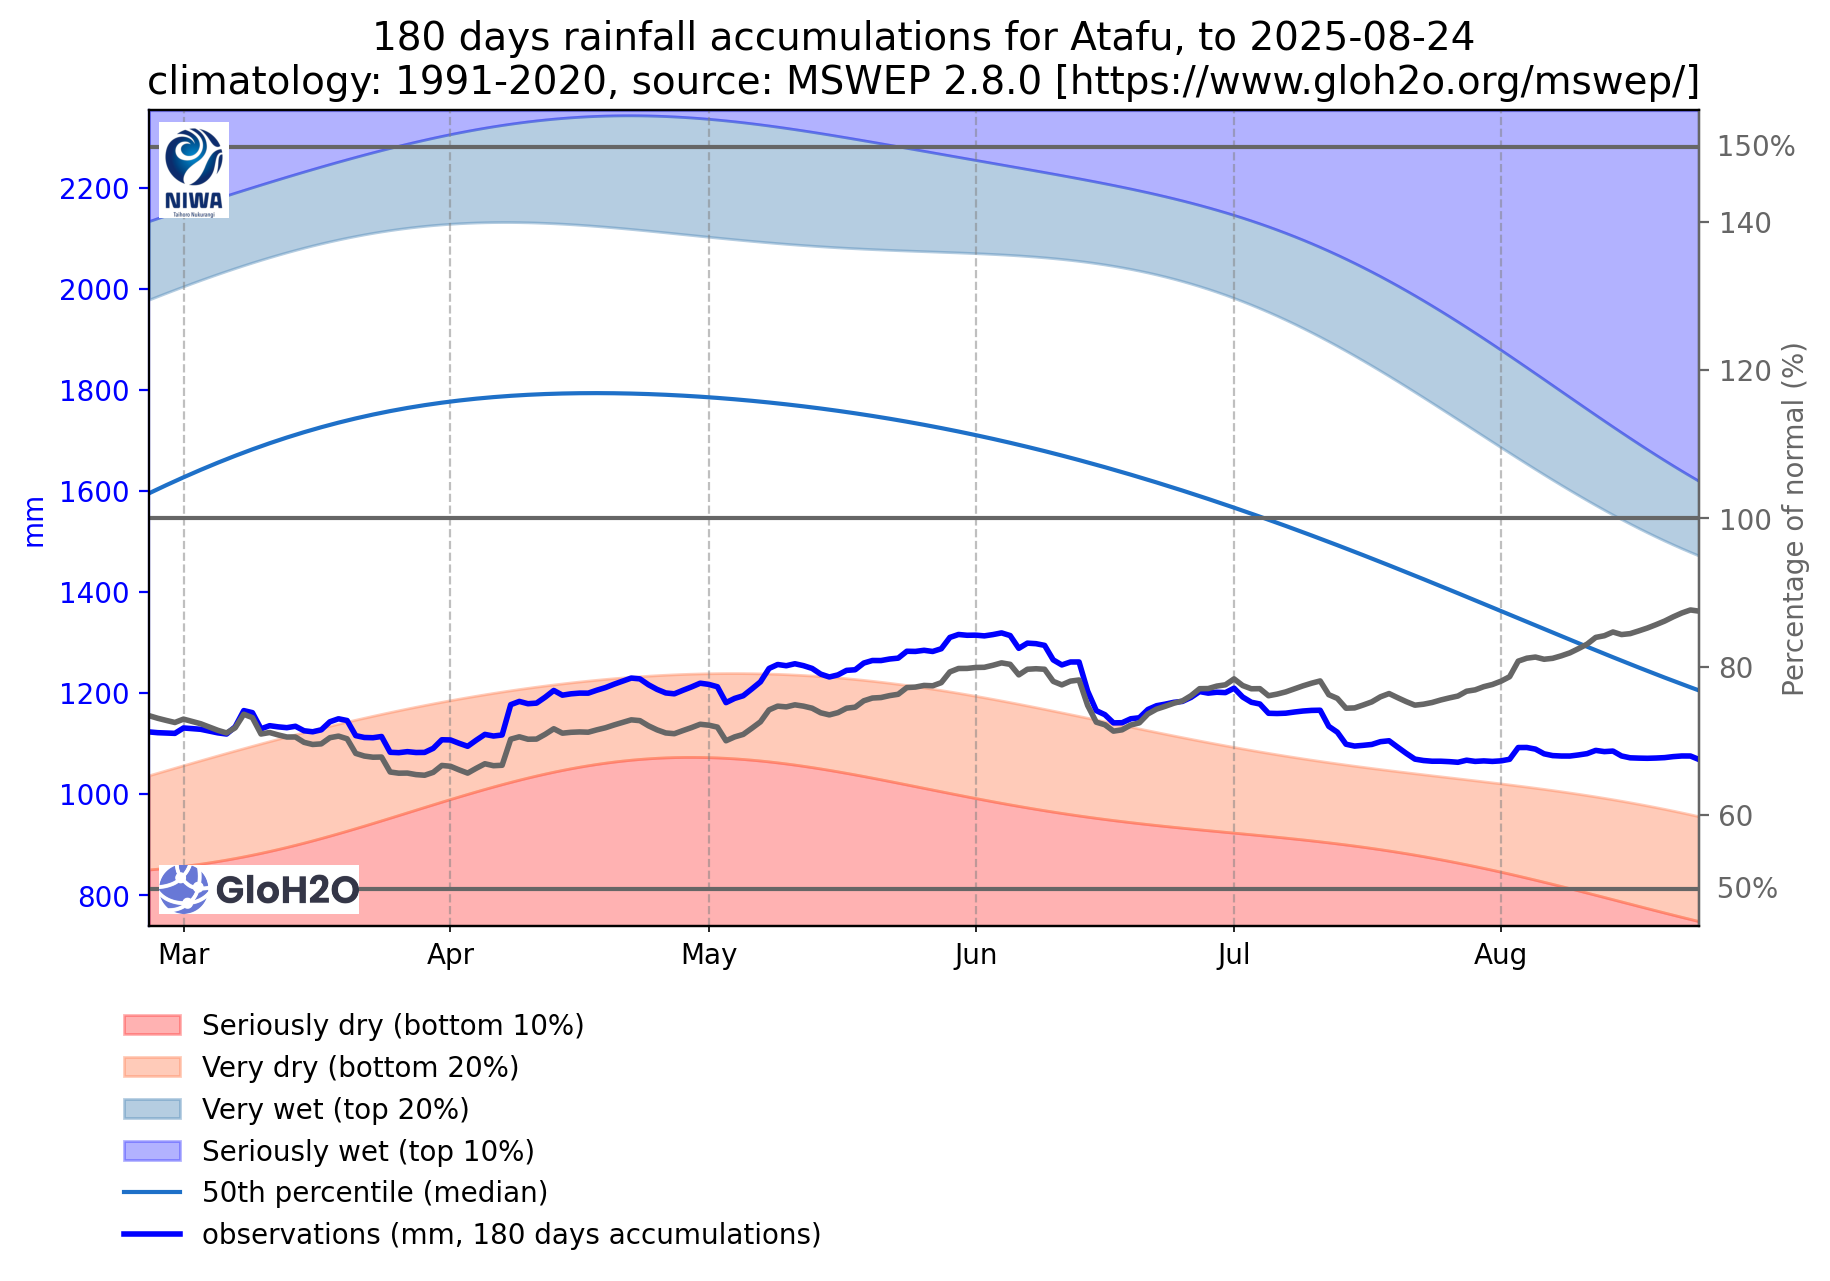 180 days rainfall accumulations for Atafu, to 2025-08-24
climatology: 1991-2020, source: MSWEP 2.8.0 [https://www.gloh2o.org/mswep/]
NIWA
Taihoro Nukurangi
2200
2000
1800
1600
1400
1200
1000
800
mm
150%
140
120
100
80
60
50%
Percentage of normal (%)
GloH2O
Mar Apr May Jun Jul Aug
Seriously dry (bottom 10%)
Very dry (bottom 20%)
Very wet (top 20%)
Seriously wet (top 10%)
50th percentile (median)
observations (mm, 180 days accumulations)